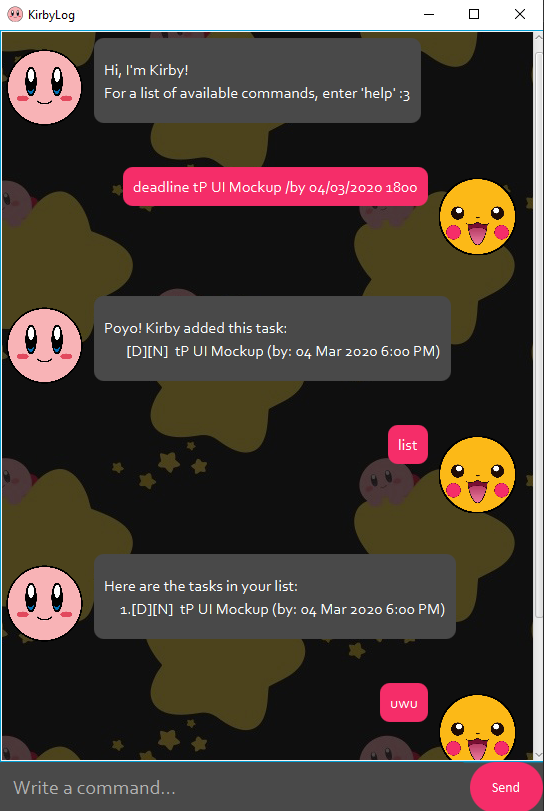 KirbyLog
Hi, I'm Kirby!
For a list of available commands, enter 'help' :3
deadline tP UI Mockup /by 04/03/2020 1800
Poyo! Kirby added this task:
[D][N] tP UI Mockup (by: 04 Mar 2020 6:00 PM)
list
Here are the tasks in your list:
1.[D][N] tP UI Mockup (by: 04 Mar 2020 6:00 PM)
uwu
Write a command...
Send